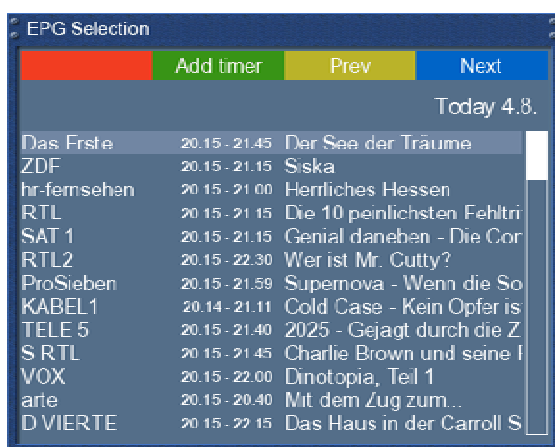 EPG Selection
Add timer Prev Next
Today 4.8.
Das Erste 20.15 - 21.45 Der See der Träume
ZDF 20.15 - 21.15 Siska
hr-fernsehen 20.15 - 21.00 Herrliches Hessen
RTL 20.15 - 21.15 Die 10 peinlichsten Fehltri
SAT 1 20.15 - 21.15 Genial daneben - Die Con
RTL2 20.15 - 22.30 Wer ist Mr. Cutty?
ProSieben 20.15 - 21.59 Supernova - Wenn die So
KABEL1 20.14 - 21.11 Cold Case - Kein Opfer is
TELE 5 20.15 - 21.40 2025 - Gejagt durch die Z
S RTL 20.15 - 21.45 Charlie Brown und seine F
VOX 20.15 - 22.00 Dinotopia, Teil 1
arte 20.15 - 20.40 Mit dem Zug zum...
D VIERTE 20.15 - 22.15 Das Haus in der Carroll S